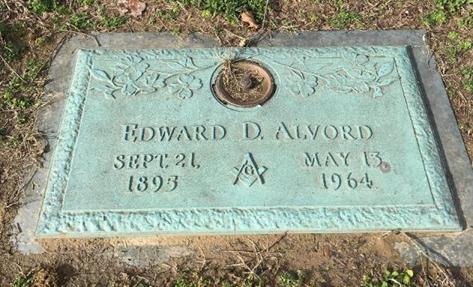 EDWARD D. ALVORD
SEPT. 21, MAY 13
1895 G 1964